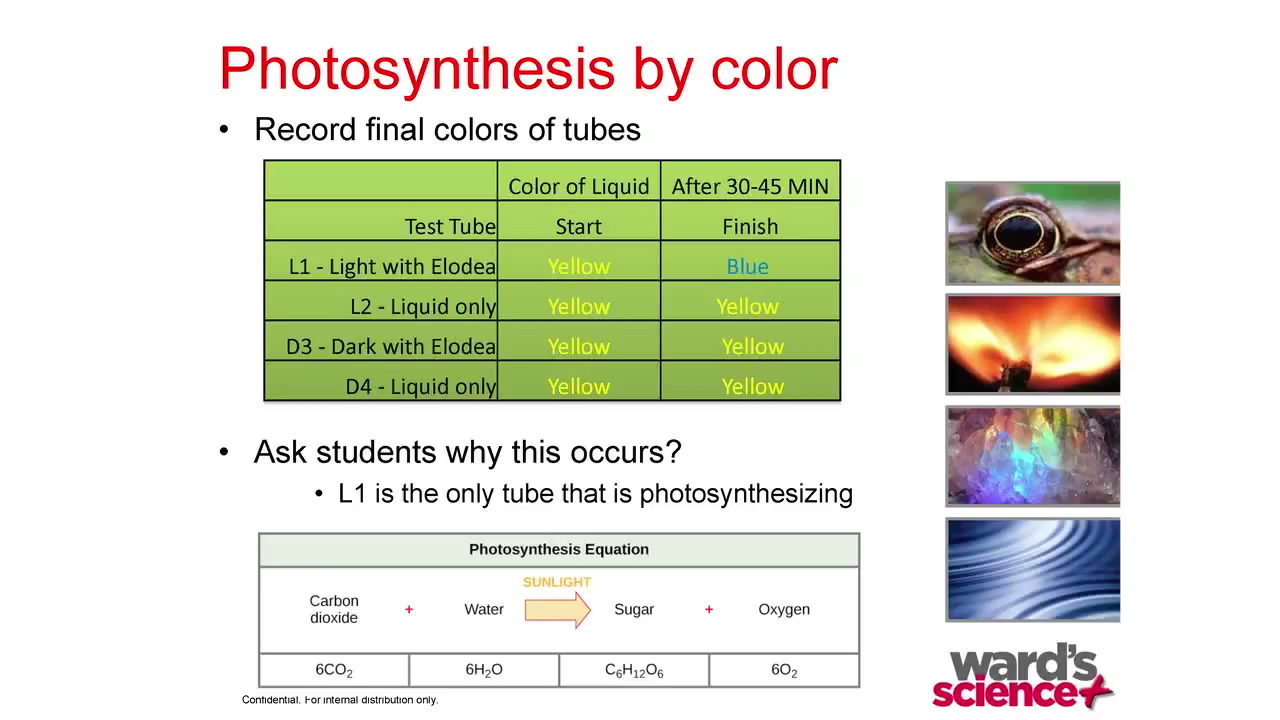 Photosynthesis by color
• Record final colors of tubes
Color of Liquid After 30-45 MIN
Test Tube Start Finish
L1 - Light with Elodea Yellow Blue
L2 - Liquid only Yellow Yellow
D3 - Dark with Elodea Yellow Yellow
D4 - Liquid only Yellow Yellow
• Ask students why this occurs?
• L1 is the only tube that is photosynthesizing
Photosynthesis Equation
SUNLIGHT
Carbon dioxide + Water Sugar + Oxygen
6CO₂ 6H₂O C₆H₁₂O₆ 6O₂
Confidential. For internal distribution only.
ward's
science+